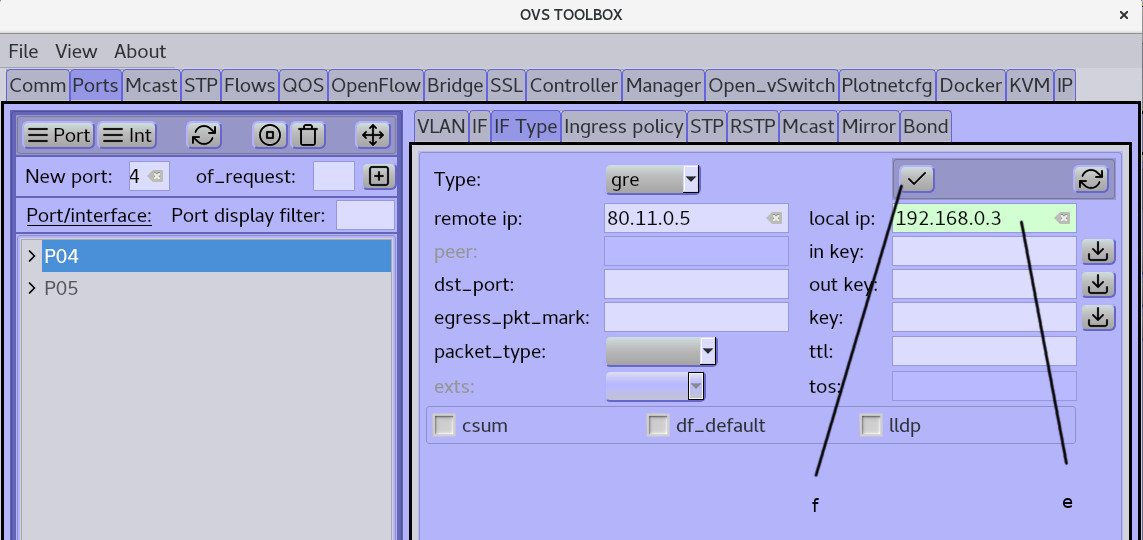 OVS TOOLBOX ×
File View About
Comm Ports Mcast STP Flows QOS OpenFlow Bridge SSL Controller Manager Open_vSwitch Plotnetcfg Docker KVM IP
Port Int
New port: 4 of_request:
Port/interface: Port display filter:
P04
P05
VLAN IF IF Type Ingress policy STP RSTP Mcast Mirror Bond
Type: gre
remote ip: 80.11.0.5 local ip: 192.168.0.3
peer: in key:
dst_port: out key:
egress_pkt_mark: key:
packet_type: ttl:
exts: tos:
csum df_default lldp
f e